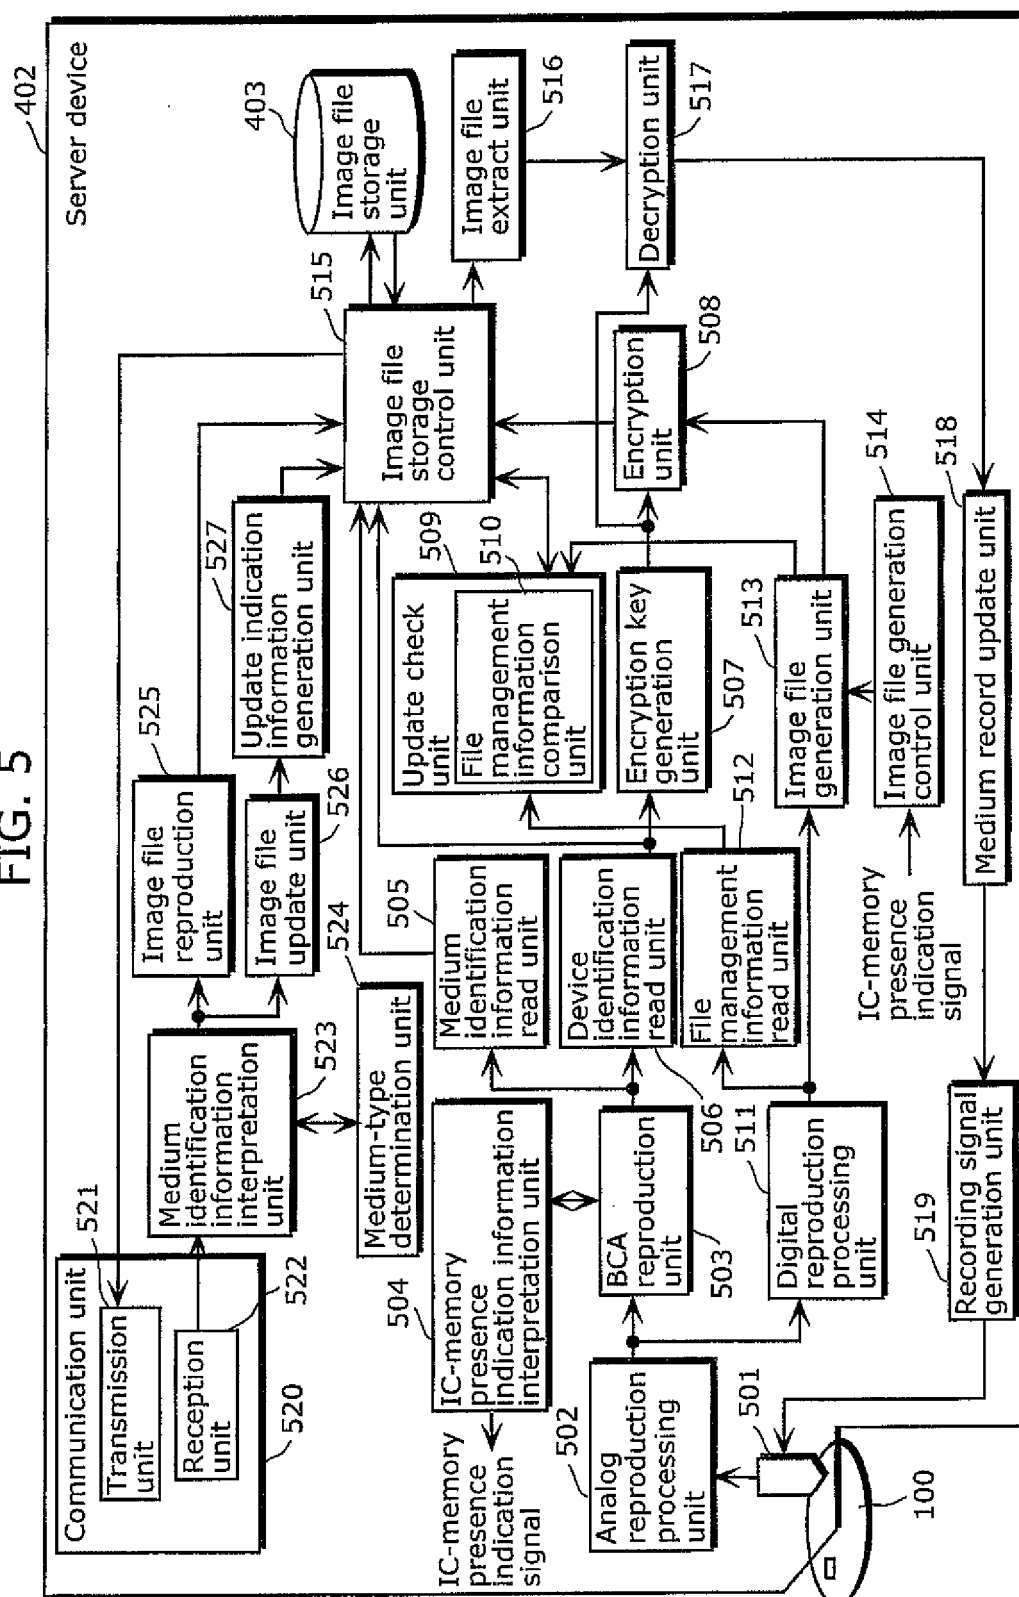 FIG. 5
402
Server device
Communication unit
521
Transmission
unit
Reception
unit
522
520
Medium
identification
information
interpretation
unit
523
Medium-type
determination unit
524
Image file
reproduction
unit
525
Image file
update unit
526
Update indication
information
generation unit
527
Image file
storage
control unit
515
Image file
storage
unit
403
Image file
extract unit
516
Decryption unit
517
IC-memory
presence
indication
signal
504
IC-memory
presence
indication information
interpretation unit
Medium
identification
information
read unit
505
Update check
unit
509
File
management
information
comparison
unit
510
Analog
reproduction
processing
unit
502
BCA
reproduction
unit
503
Device
identification
information
read unit
506
Encryption key
generation
unit
507
Encryption
unit
508
Digital
reproduction
processing
unit
511
File
management
information
read unit
512
Image file
generation unit
513
IC-memory
presence
indication
signal
Image file generation
control unit
514
501
100
Recording signal
generation unit
519
Medium record update unit
518